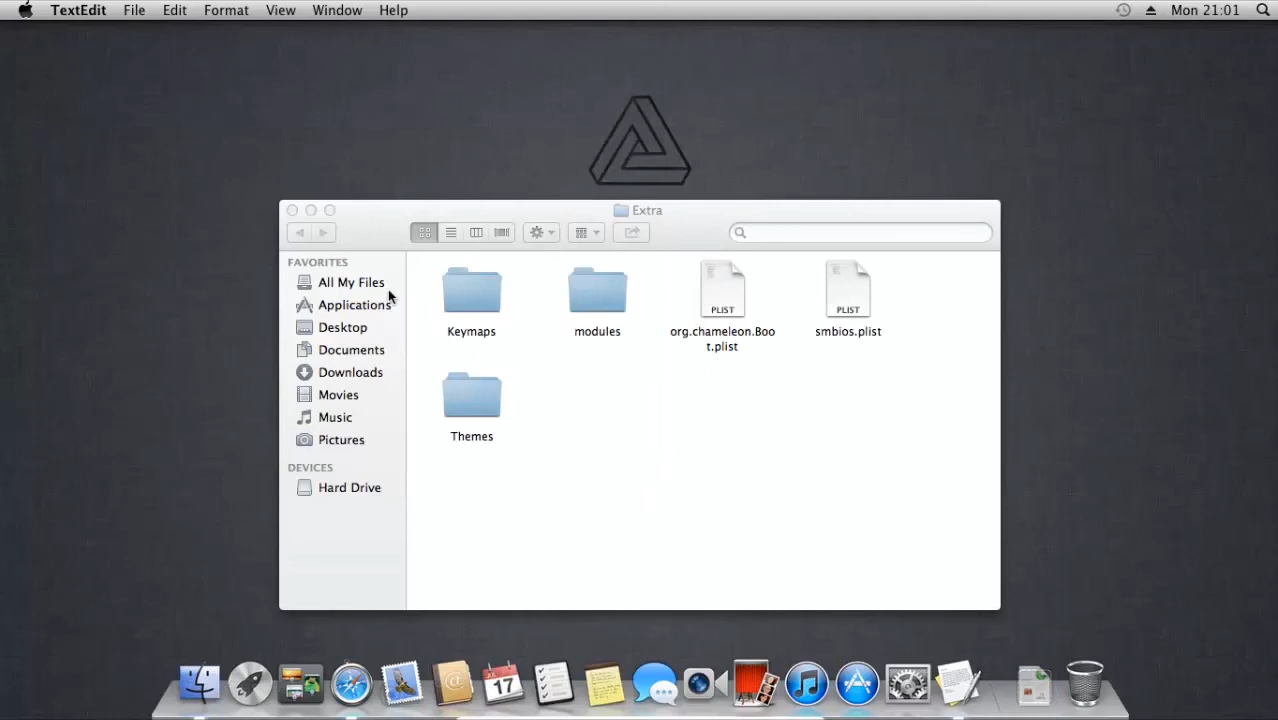 TextEdit File Edit Format View Window Help Mon 21:01
Extra
FAVORITES
All My Files
Applications
Desktop
Documents
Downloads
Movies
Music
Pictures
DEVICES
Hard Drive
Keymaps
modules
PLIST
org.chameleon.Boo
t.plist
PLIST
smbios.plist
Themes
17